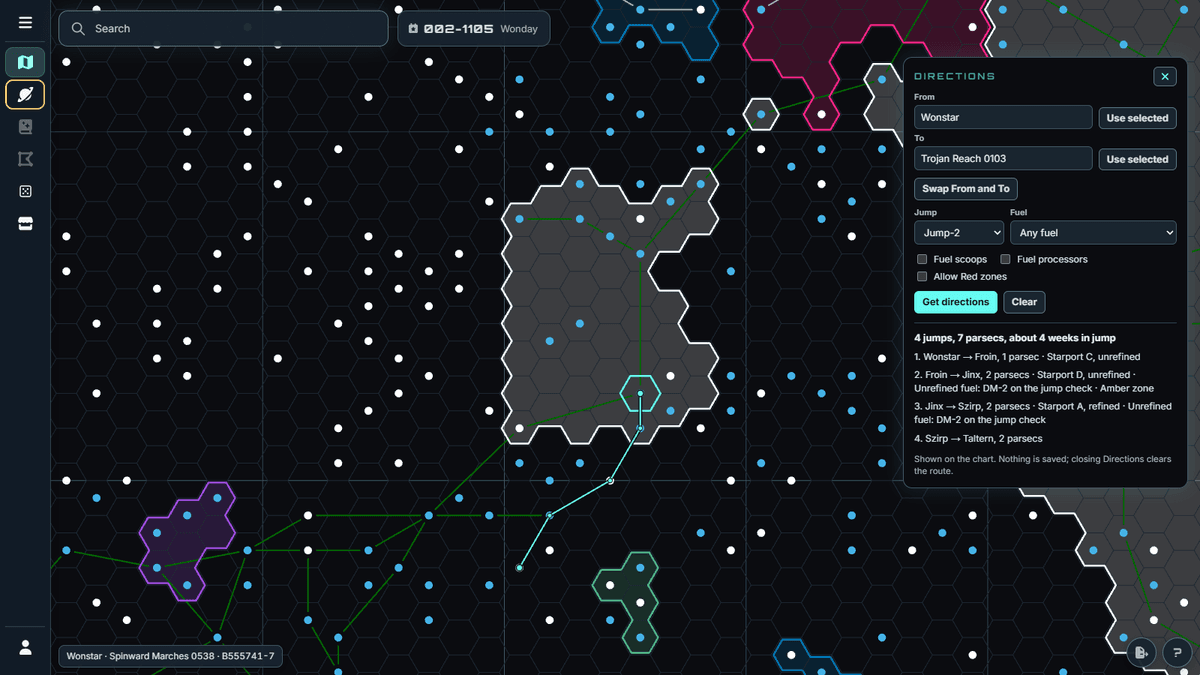 Search
002-1105 Wonday
DIRECTIONS
From
Wonstar
Use selected
To
Trojan Reach 0103
Use selected
Swap From and To
Jump
Fuel
Jump-2
Any fuel
Fuel scoops
Fuel processors
Allow Red zones
Get directions
Clear
4 jumps, 7 parsecs, about 4 weeks in jump
1. Wonstar → Froin, 1 parsec · Starport C, unrefined
2. Froin → Jinx, 2 parsecs · Starport D, unrefined ·
Unrefined fuel: DM-2 on the jump check · Amber zone
3. Jinx → Szirp, 2 parsecs · Starport A, refined · Unrefined
fuel: DM-2 on the jump check
4. Szirp → Taltern, 2 parsecs
Shown on the chart. Nothing is saved; closing Directions clears
the route.
Wonstar · Spinward Marches 0538 · B555741-7
?